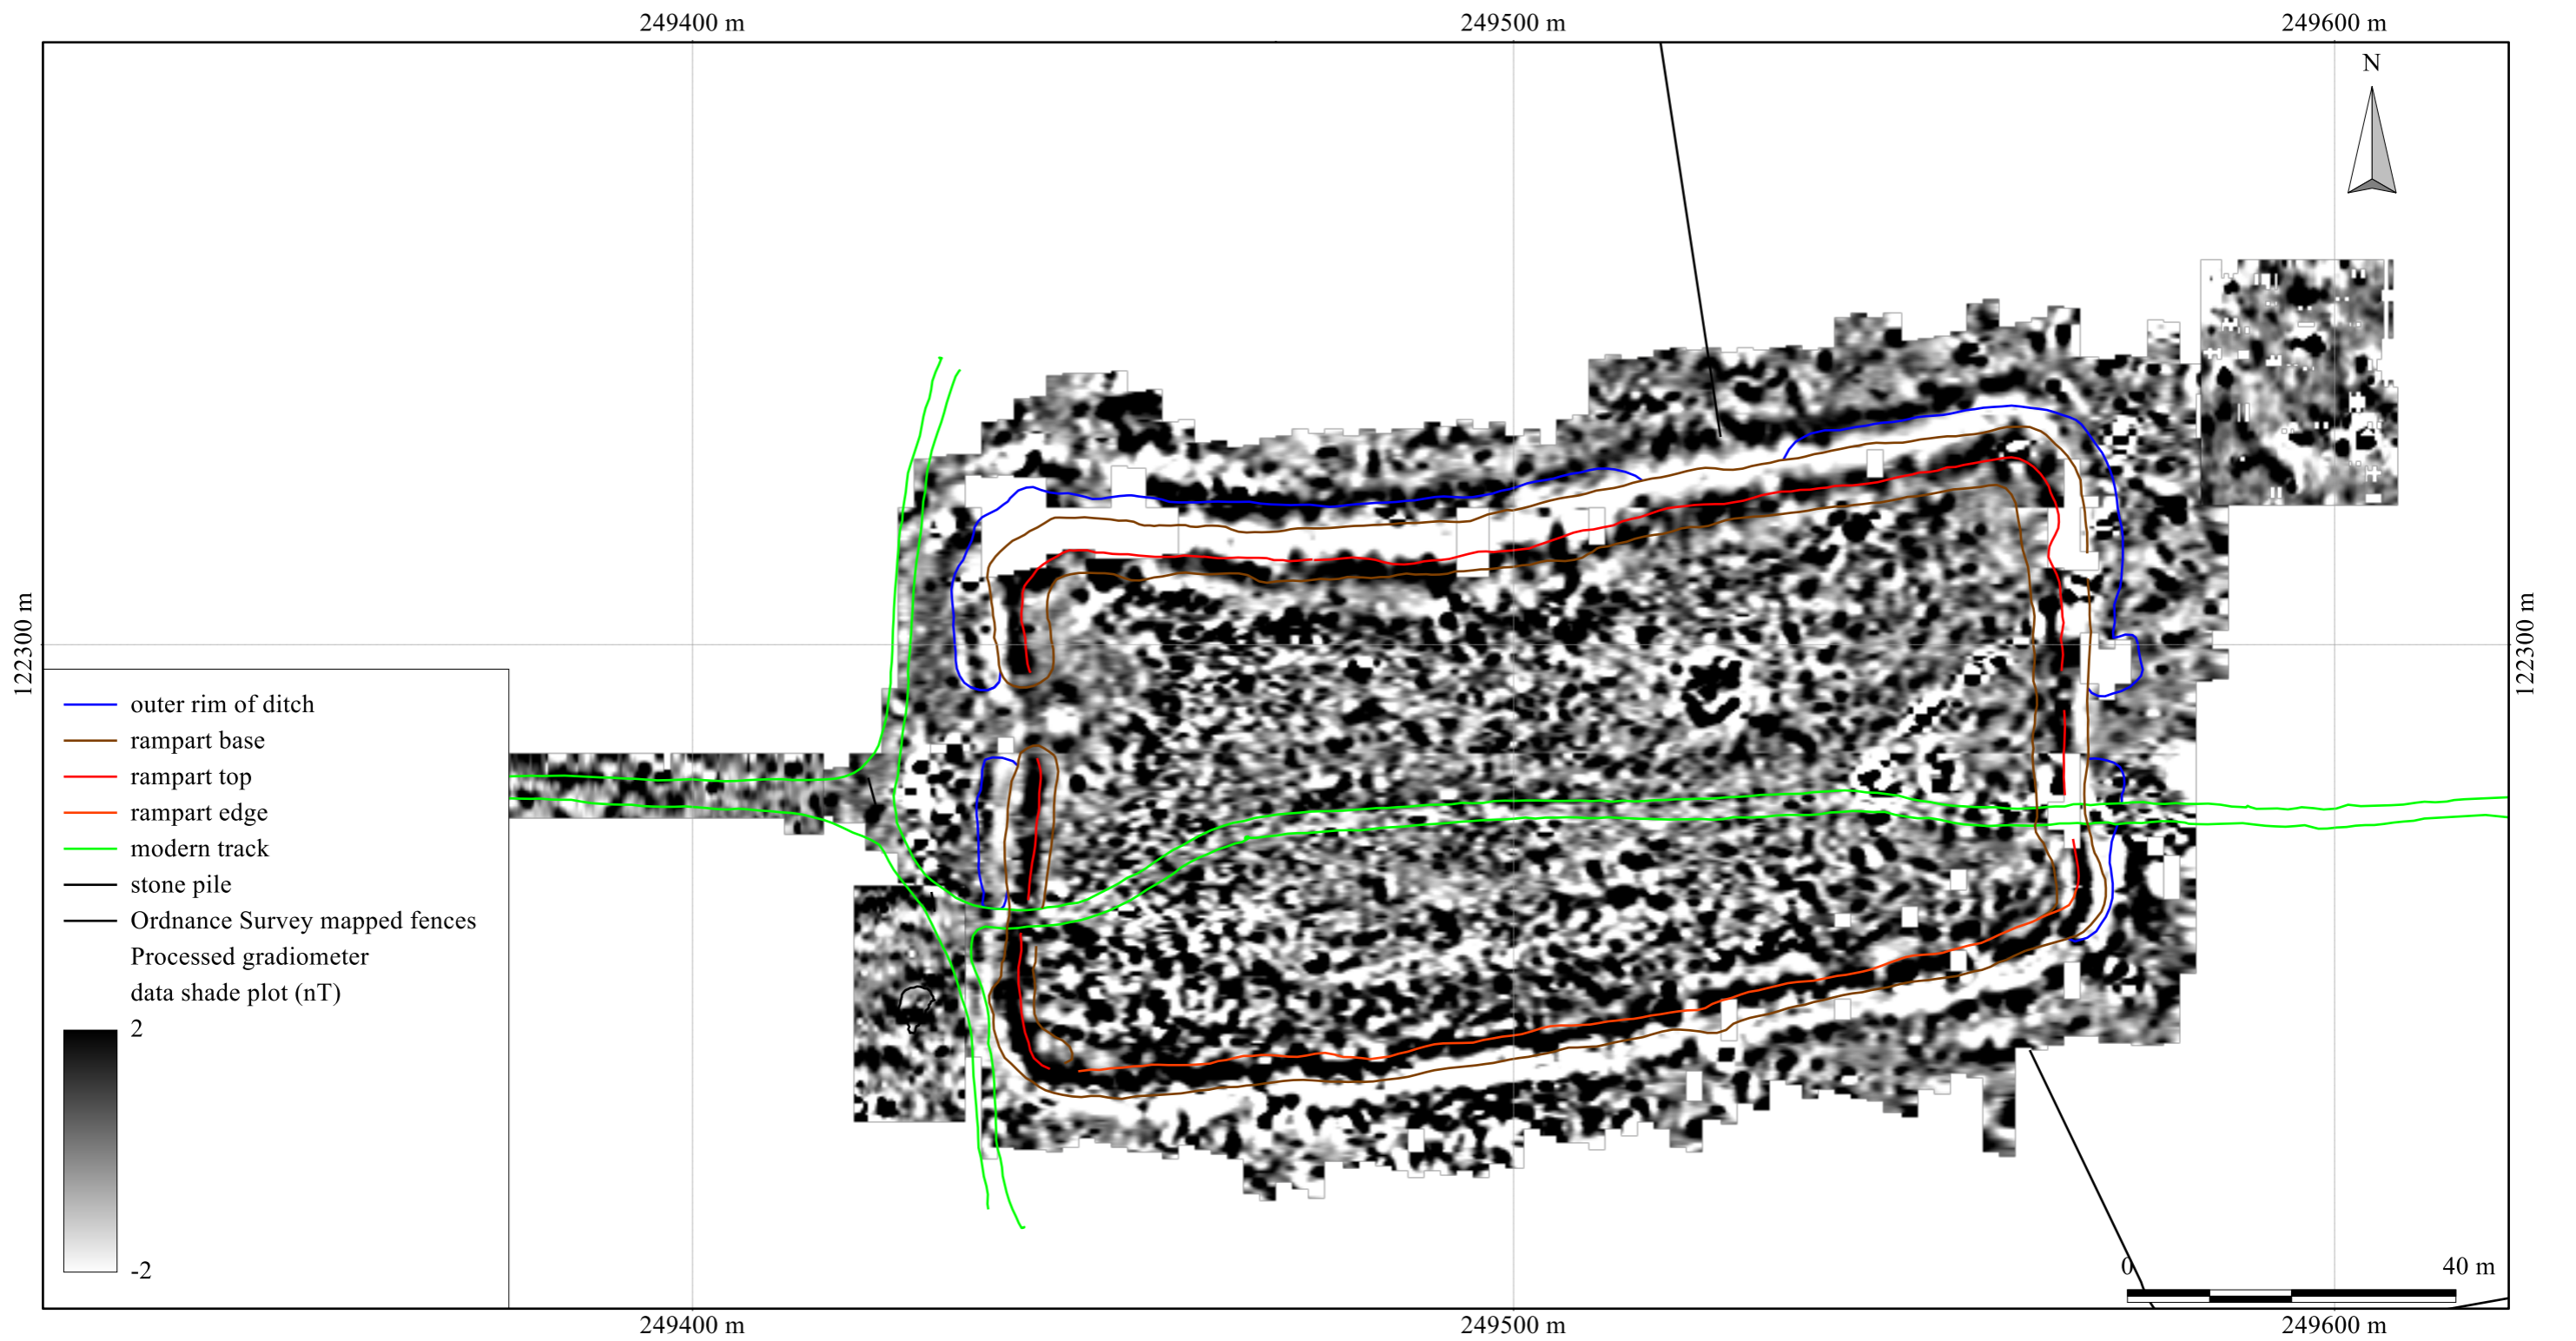 249400 m
249500 m
249600 m
N
122300 m
122300 m
outer rim of ditch
rampart base
rampart top
rampart edge
modern track
stone pile
Ordnance Survey mapped fences
Processed gradiometer
data shade plot (nT)
2
-2
0
40 m
249400 m
249500 m
249600 m